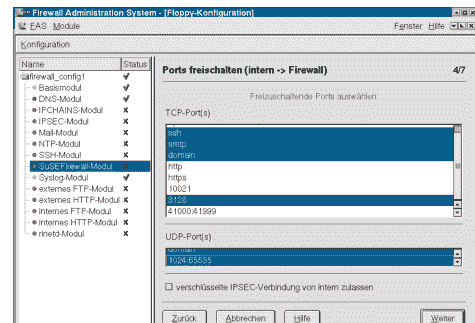 Firewall Administration System - [Floppy-Konfiguration]
EAS Module Fenster Hilfe
Konfiguration
Name Status
firewall_config1
Basismodul
DNS-Modul
IPCHAINS-Modul
IPSEC-Modul
Mail-Modul
NTP-Modul
SSH-Modul
SuSEFirewall-Modul
Syslog-Modul
externes FTP-Modul
externes HTTP-Modul
internes FTP-Modul
internes HTTP-Modul
rinetd-Modul
Ports freischalten (intern -> Firewall) 4/7
Freizuschaltende Ports auswählen:
TCP-Port(s)
ssh
smtp
domain
http
https
10021
3128
41000:41999
UDP-Port(s)
domain
1024:65535
verschlüsselte IPSEC-Verbindung von intern zulassen
Zurück Abbrechen Hilfe Weiter